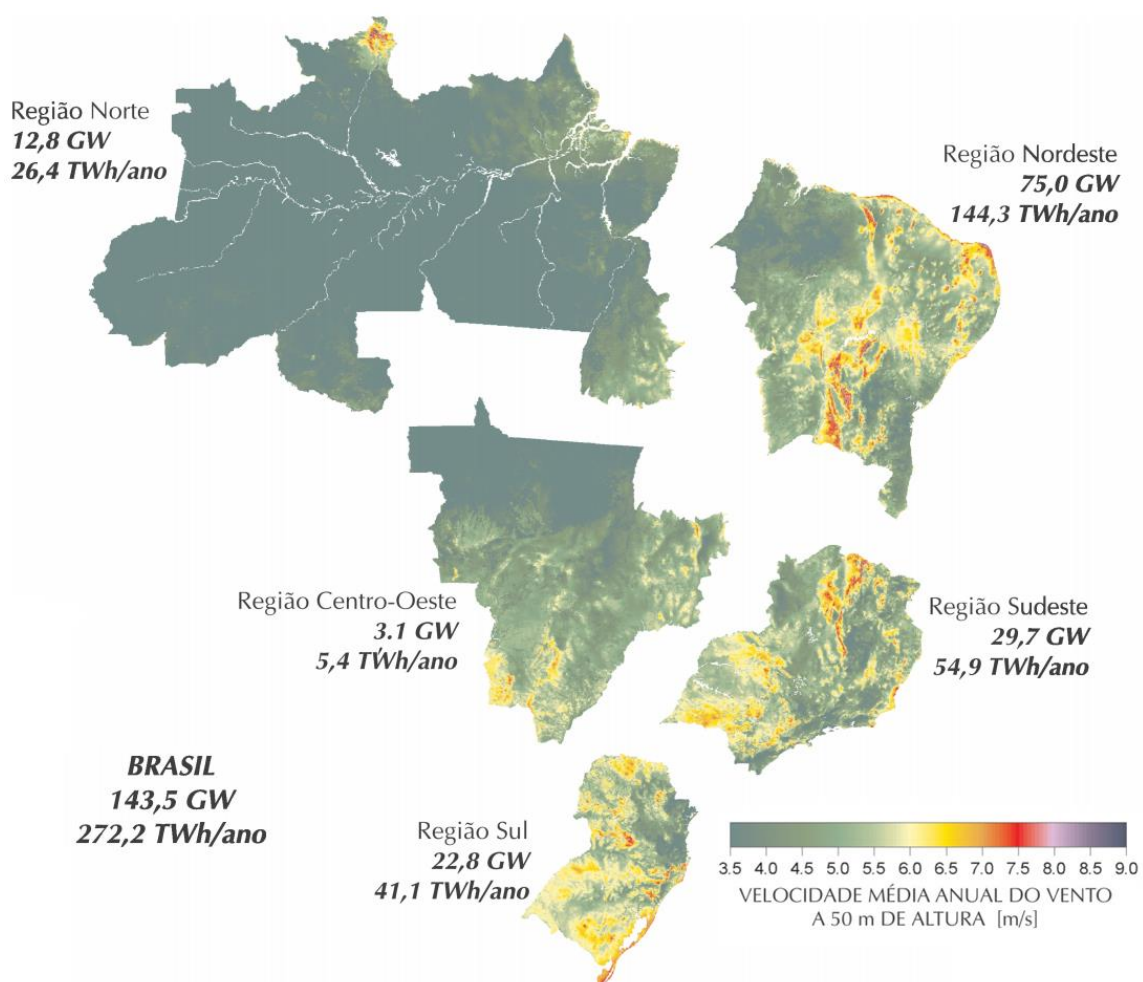 Região Norte
12,8 GW
26,4 TWh/ano
Região Nordeste
75,0 GW
144,3 TWh/ano
Região Centro-Oeste
3.1 GW
5,4 TWh/ano
Região Sudeste
29,7 GW
54,9 TWh/ano
BRASIL
143,5 GW
272,2 TWh/ano
Região Sul
22,8 GW
41,1 TWh/ano
3.5 4.0 4.5 5.0 5.5 6.0 6.5 7.0 7.5 8.0 8.5 9.0
VELOCIDADE MÉDIA ANUAL DO VENTO
A 50 m DE ALTURA [m/s]